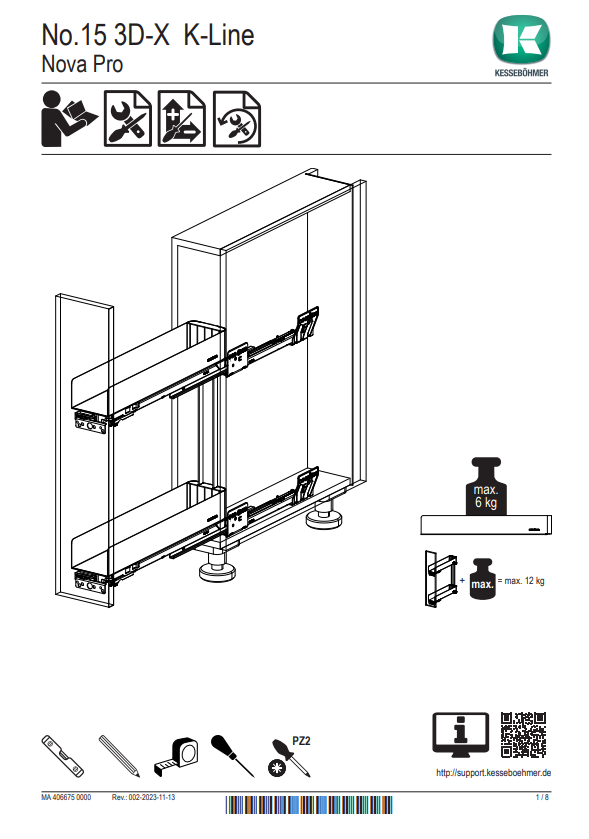 No.15 3D-X K-Line
Nova Pro
KESSEBÖHMER
max.
6 kg
+
max.
= max. 12 kg
PZ2
http://support.kesseboehmer.de
MA 406675 0000
Rev.: 002-2023-11-13
1 / 8